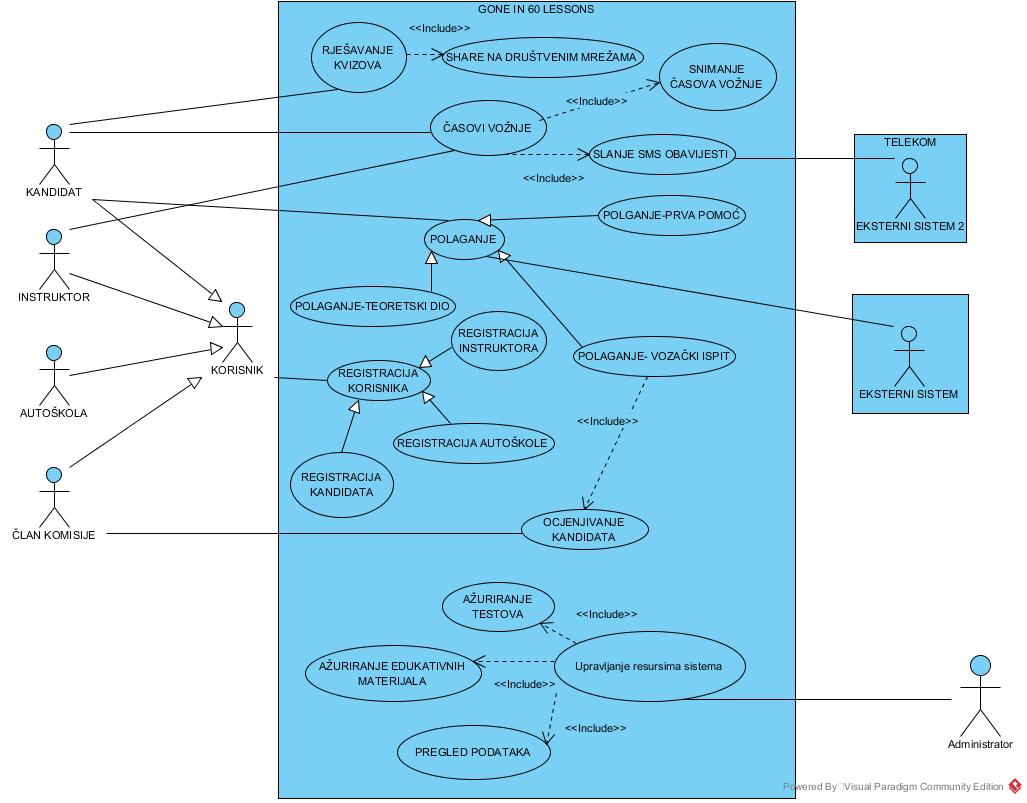 GONE IN 60 LESSONS
<<Include>>
RJEŠAVANJE
KVIZOVA
SHARE NA DRUŠTVENIM MREŽAMA
SNIMANJE
ČASOVA VOŽNJE
<<Include>>
ČASOVI VOŽNJE
KANDIDAT
SLANJE SMS OBAVIJESTI
<<Include>>
TELEKOM
EKSTERNI SISTEM 2
POLGANJE-PRVA POMOĆ
POLAGANJE
INSTRUKTOR
POLAGANJE-TEORETSKI DIO
REGISTRACIJA
INSTRUKTORA
POLAGANJE- VOZAČKI ISPIT
KORISNIK
REGISTRACIJA
KORISNIKA
EKSTERNI SISTEM
AUTOŠKOLA
<<Include>>
REGISTRACIJA AUTOŠKOLE
REGISTRACIJA
KANDIDATA
ČLAN KOMISIJE
OCJENJIVANJE
KANDIDATA
AŽURIRANJE
TESTOVA
<<Include>>
AŽURIRANJE EDUKATIVNIH
MATERIJALA
Upravljanje resursima sistema
<<Include>>
<<Include>>
PREGLED PODATAKA
Administrator
Powered By Visual Paradigm Community Edition